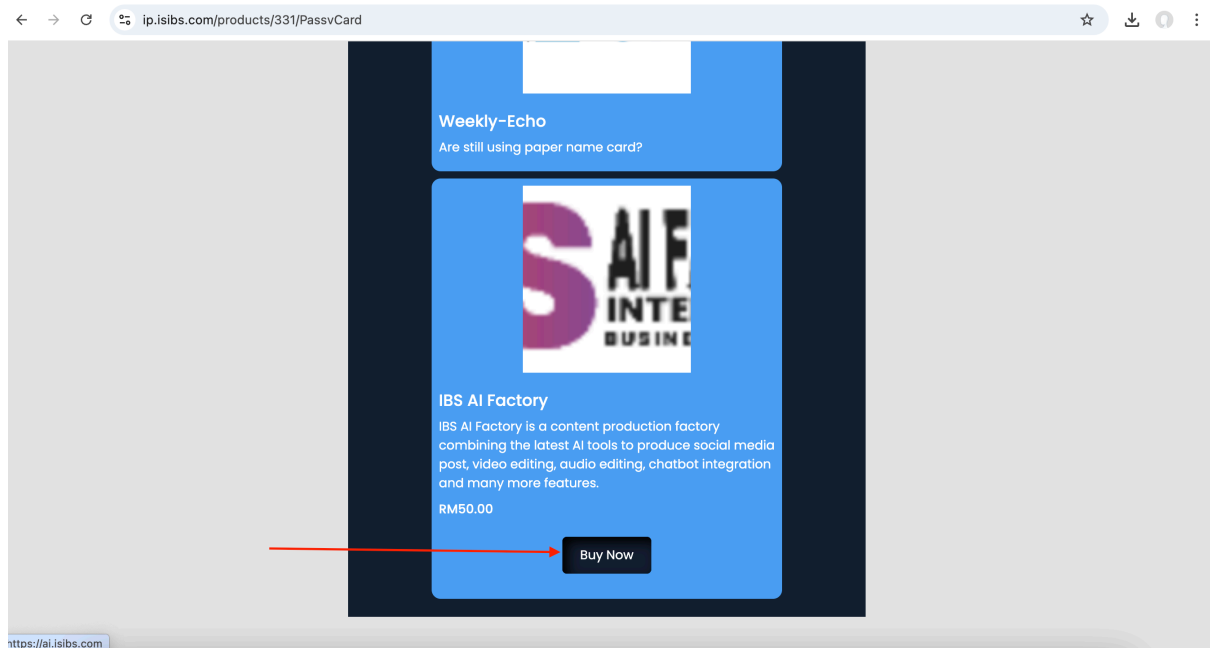 ip.isibs.com/products/331/PassvCard
Weekly-Echo
Are still using paper name card?
S AI F
INTE
BUSIN
IBS AI Factory
IBS AI Factory is a content production factory
combining the latest AI tools to produce social media
post, video editing, audio editing, chatbot integration
and many more features.
RM50.00
Buy Now
https://ai.isibs.com